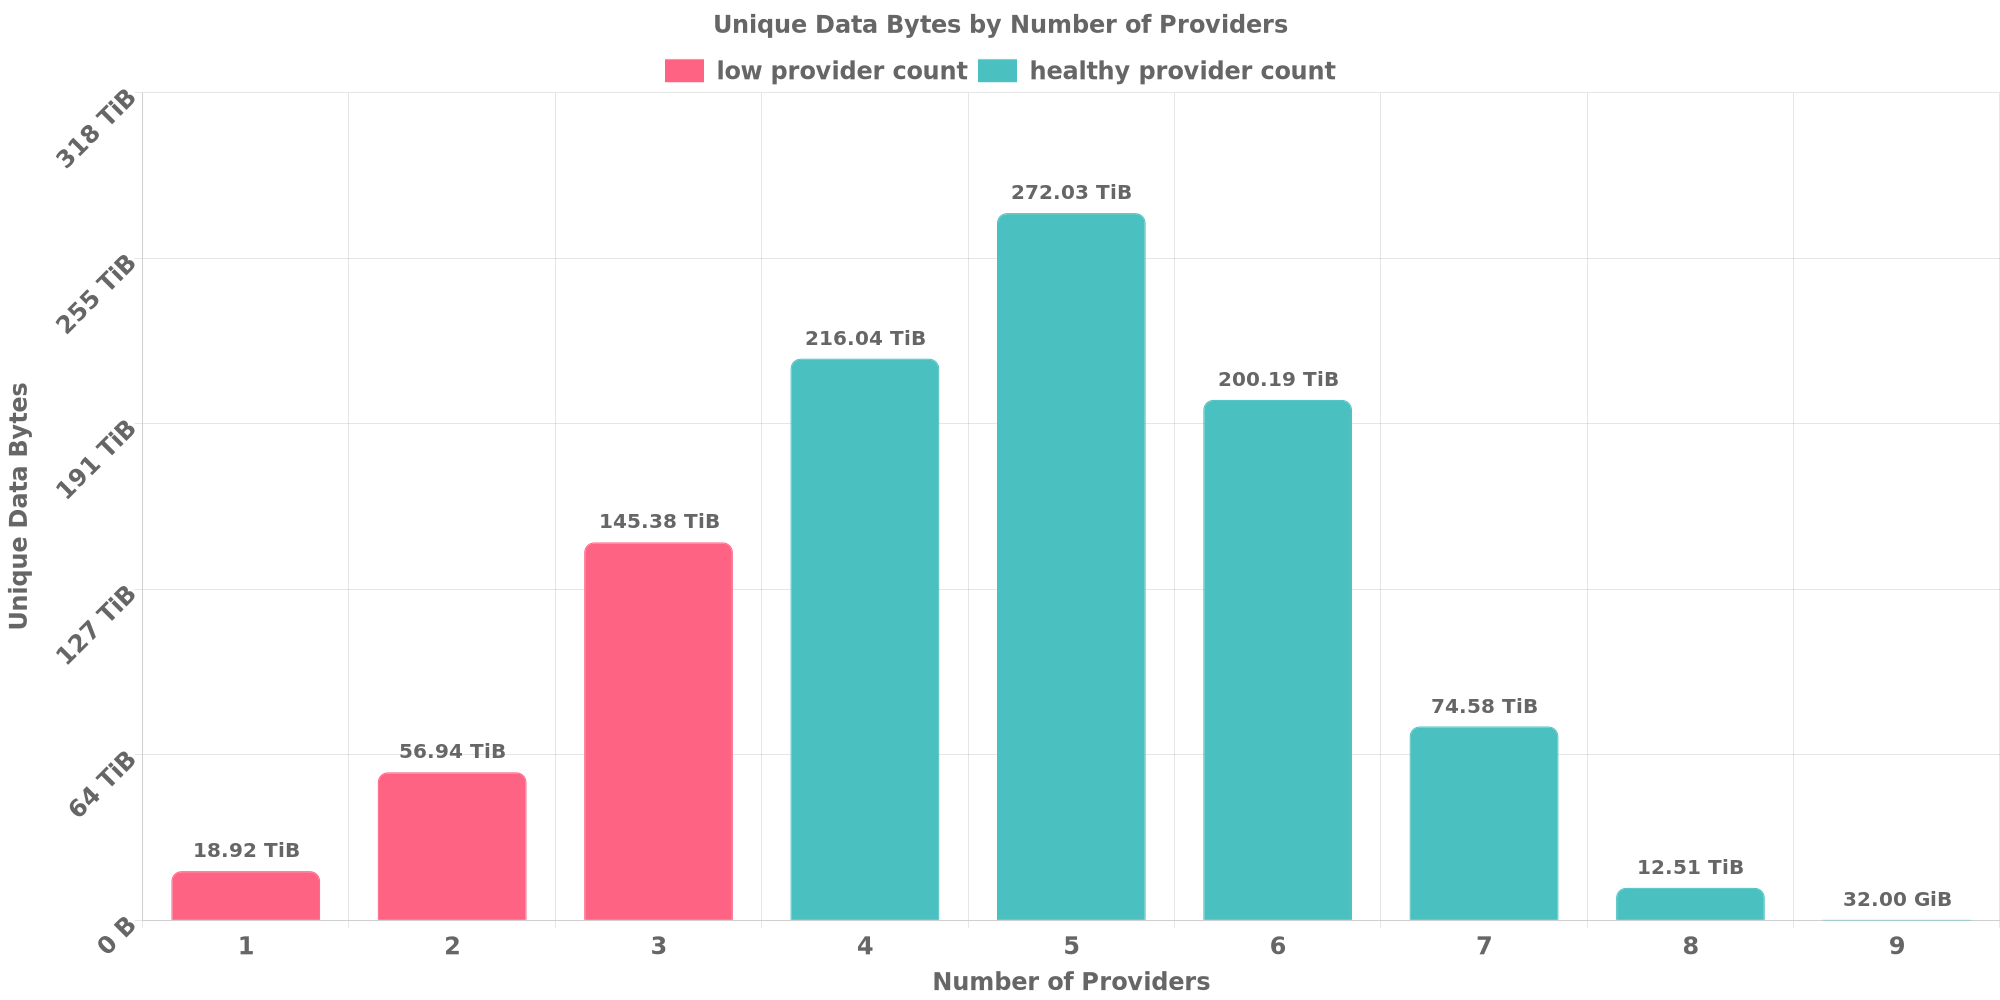 Unique Data Bytes by Number of Providers
low provider count healthy provider count
318 TiB
255 TiB
191 TiB
127 TiB
64 TiB
0 B
Unique Data Bytes
18.92 TiB
56.94 TiB
145.38 TiB
216.04 TiB
272.03 TiB
200.19 TiB
74.58 TiB
12.51 TiB
32.00 GiB
1 2 3 4 5 6 7 8 9
Number of Providers